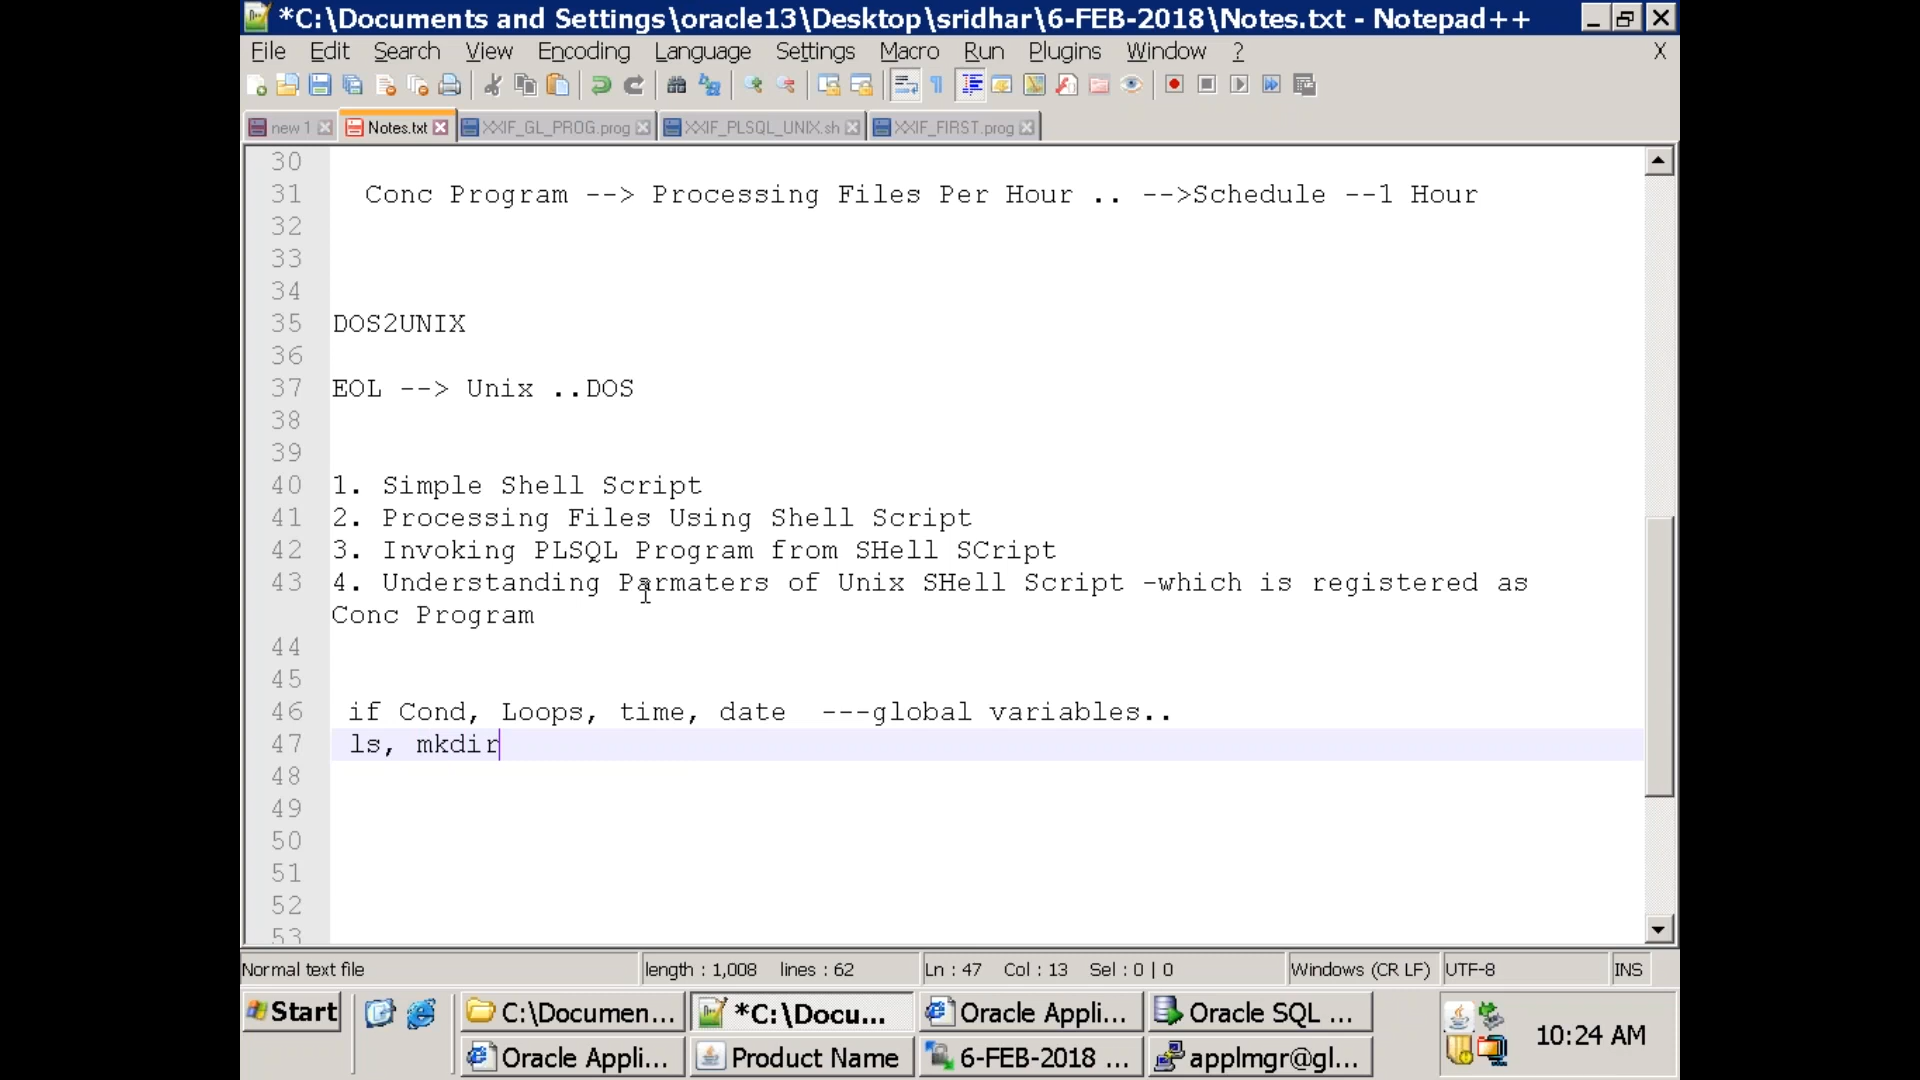 *C:\Documents and Settings\oracle13\Desktop\sridhar\6-FEB-2018\Notes.txt - Notepad++
File Edit Search View Encoding Language Settings Macro Run Plugins Window ? X
new 1 Notes.txt XXIF_GL_PROG.prog XXIF_PLSQL_UNIX.sh XXIF_FIRST.prog
30
31 Conc Program --> Processing Files Per Hour .. -->Schedule --1 Hour
32
33
34
35 DOS2UNIX
36
37 EOL --> Unix ..DOS
38
39
40 1. Simple Shell Script
41 2. Processing Files Using Shell Script
42 3. Invoking PLSQL Program from SHell SCript
43 4. Understanding Parmaters of Unix SHell Script -which is registered as
Conc Program
44
45
46 if Cond, Loops, time, date ---global variables..
47 ls, mkdir
48
49
50
51
52
53
Normal text file length : 1,008 lines : 62 Ln : 47 Col : 13 Sel : 0 | 0 Windows (CR LF) UTF-8 INS
Start C:\Documen... *C:\Docu... Oracle Appli... Oracle SQL ...
10:24 AM
Oracle Appli... Product Name 6-FEB-2018 ... applmgr@gl...